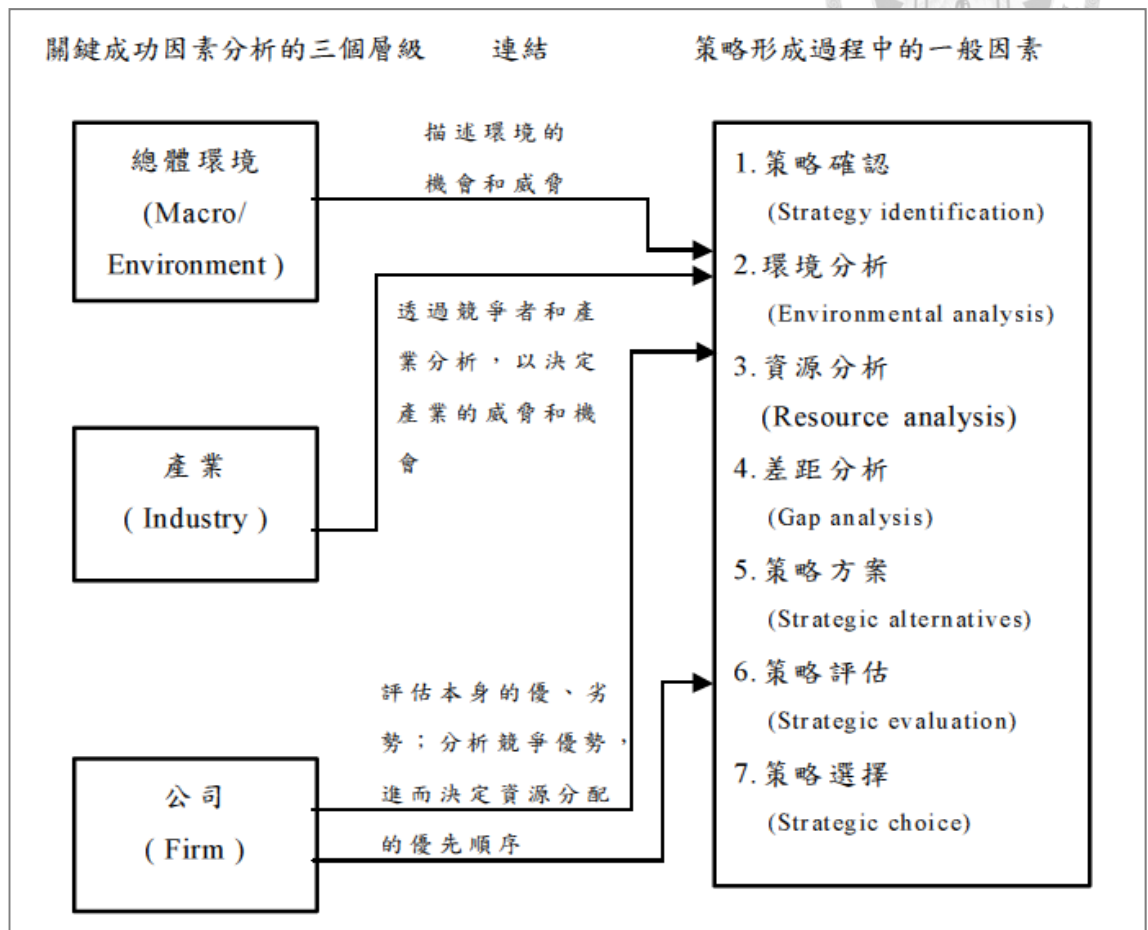 關鍵成功因素分析的三個層級 連結 策略形成過程中的一般因素
總體環境
(Macro/
Environment )
描述環境的
機會和威脅
產業
( Industry )
透過競爭者和產
業分析，以決定
產業的威脅和機
會
公司
( Firm )
評估本身的優、劣
勢；分析競爭優勢，
進而決定資源分配
的優先順序
1.策略確認
(Strategy identification)
2.環境分析
(Environmental analysis)
3.資源分析
(Resource analysis)
4.差距分析
(Gap analysis)
5.策略方案
(Strategic alternatives)
6.策略評估
(Strategic evaluation)
7.策略選擇
(Strategic choice)